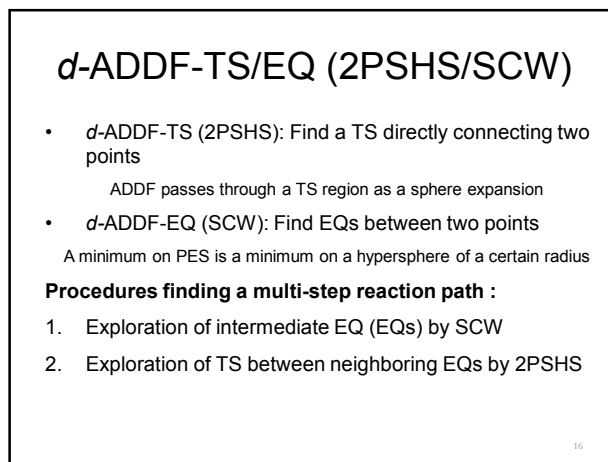 d-ADDF-TS/EQ (2PSHS/SCW)
• d-ADDF-TS (2PSHS): Find a TS directly connecting two
points
ADDF passes through a TS region as a sphere expansion
• d-ADDF-EQ (SCW): Find EQs between two points
A minimum on PES is a minimum on a hypersphere of a certain radius
Procedures finding a multi-step reaction path :
1. Exploration of intermediate EQ (EQs) by SCW
2. Exploration of TS between neighboring EQs by 2PSHS
16